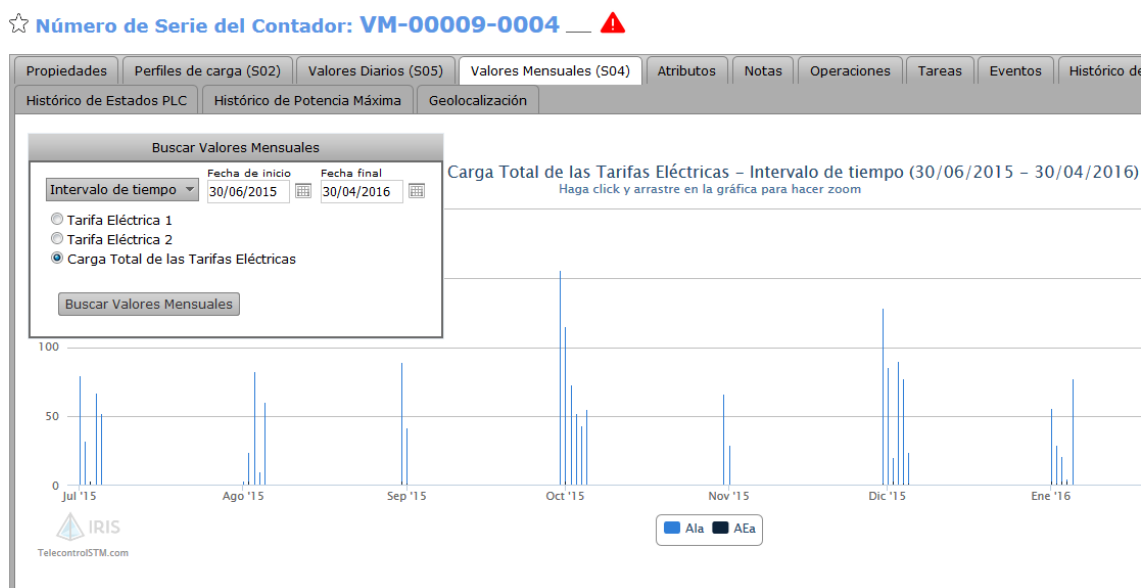 Número de Serie del Contador: VM-00009-0004 __
Propiedades Perfiles de carga (S02) Valores Diarios (S05) Valores Mensuales (S04) Atributos Notas Operaciones Tareas Eventos Histórico de
Histórico de Estados PLC Histórico de Potencia Máxima Geolocalización
Buscar Valores Mensuales
Fecha de inicio Fecha final
Intervalo de tiempo 30/06/2015 30/04/2016
Tarifa Eléctrica 1
Tarifa Eléctrica 2
Carga Total de las Tarifas Eléctricas
Buscar Valores Mensuales
Carga Total de las Tarifas Eléctricas – Intervalo de tiempo (30/06/2015 – 30/04/2016)
Haga click y arrastre en la gráfica para hacer zoom
100
50
0
Jul '15 Ago '15 Sep '15 Oct '15 Nov '15 Dic '15 Ene '16
AIa AEa
IRIS
TelecontrolSTM.com